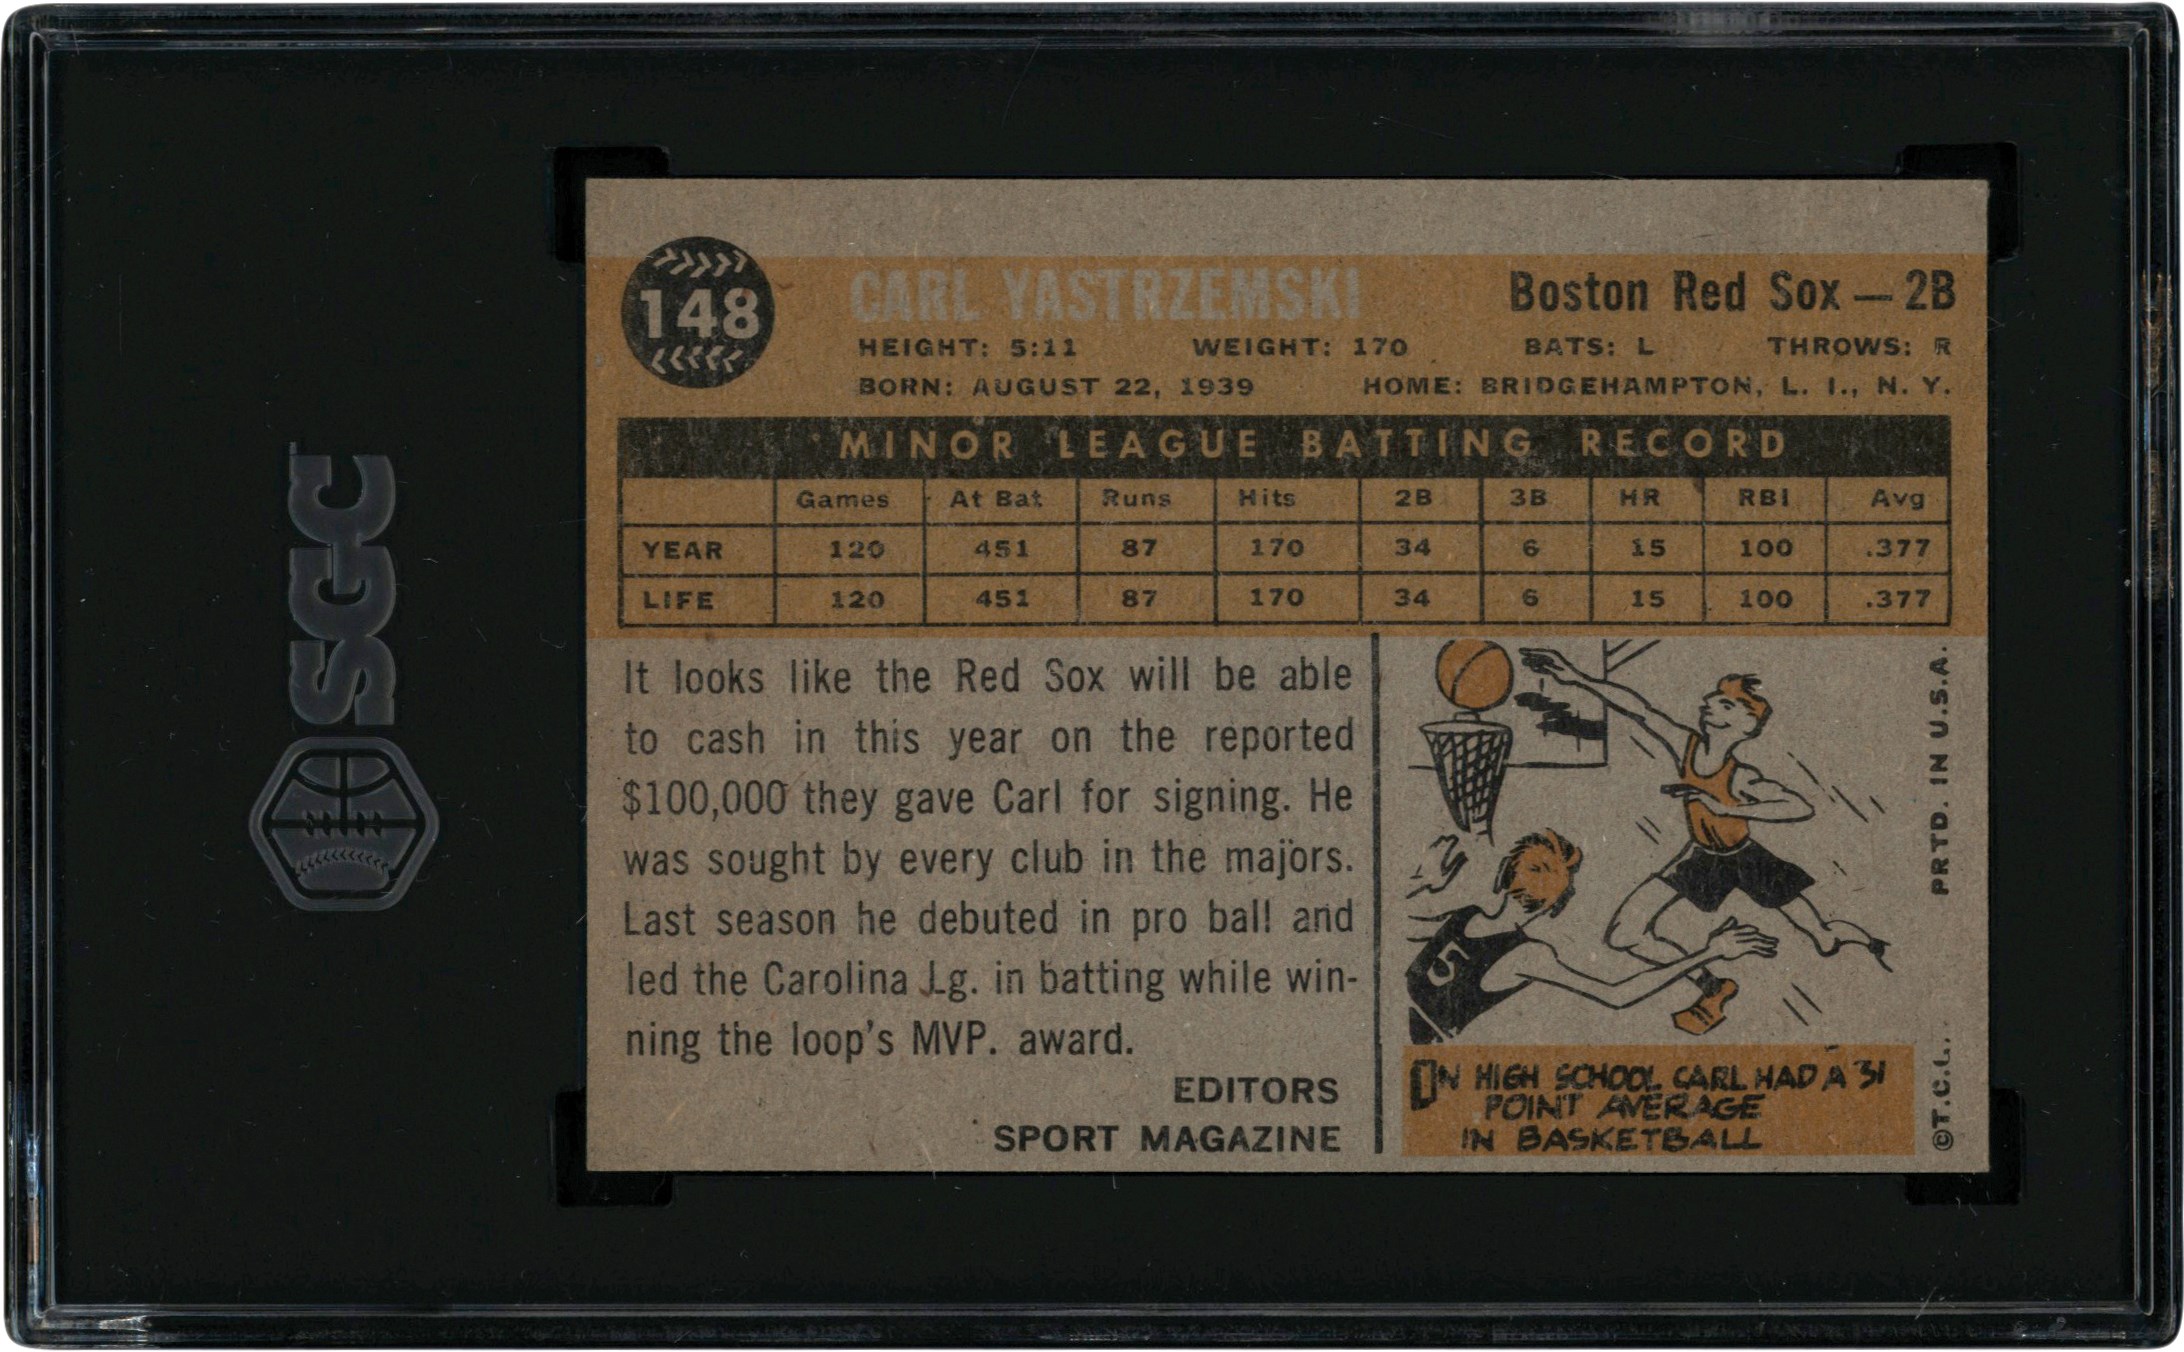 148
CARL YASTRZEMSKI
Boston Red Sox — 2B
HEIGHT: 5:11 WEIGHT: 170 BATS: L THROWS: R
BORN: AUGUST 22, 1939 HOME: BRIDGEHAMPTON, L. I., N. Y.
MINOR LEAGUE BATTING RECORD
Games At Bat Runs Hits 2B 3B HR RBI Avg
YEAR 120 451 87 170 34 6 15 100 .377
LIFE 120 451 87 170 34 6 15 100 .377
It looks like the Red Sox will be able
to cash in this year on the reported
$100,000 they gave Carl for signing. He
was sought by every club in the majors.
Last season he debuted in pro ball and
led the Carolina Lg. in batting while win-
ning the loop's MVP. award.
EDITORS
SPORT MAGAZINE
5
IN HIGH SCHOOL CARL HAD A 31
POINT AVERAGE
IN BASKETBALL
©T.C.G. PRTD. IN U.S.A.
SGC